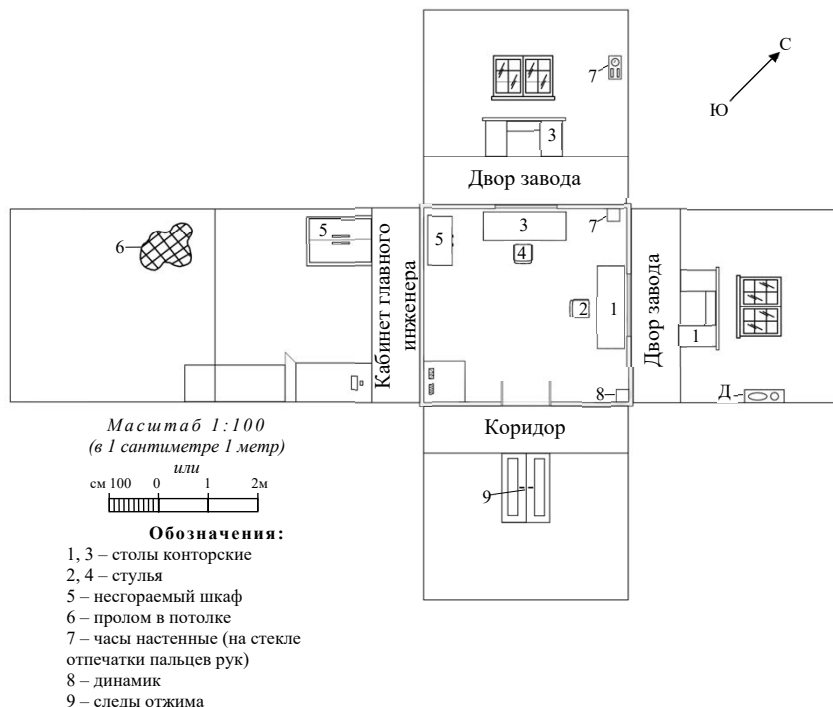 С
Ю
7
3
Двор завода
6
5
Кабинет главного
инженера
5
3
7
4
2
1
Двор завода
1
8
Д
Коридор
9
Масштаб 1:100
(в 1 сантиметре 1 метр)
или
см 100 0 1 2м
Обозначения:
1, 3 – столы конторские
2, 4 – стулья
5 – несгораемый шкаф
6 – пролом в потолке
7 – часы настенные (на стекле
отпечатки пальцев рук)
8 – динамик
9 – следы отжима